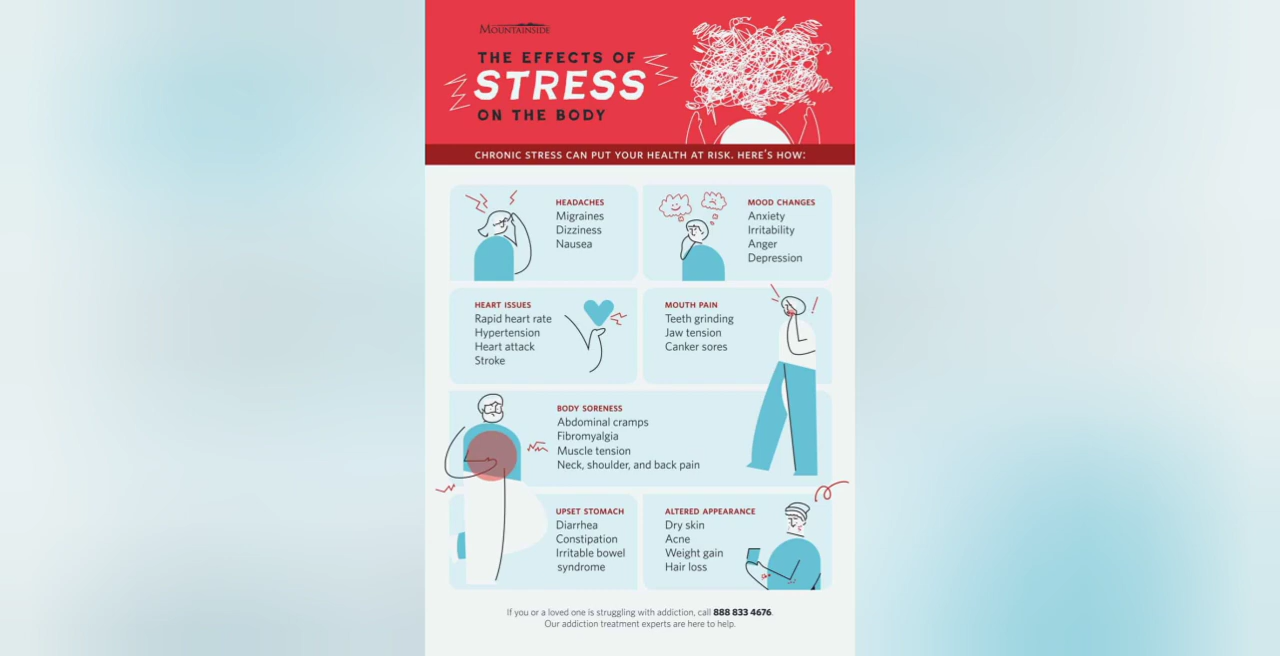 MOUNTAINSIDE
THE EFFECTS OF
STRESS
ON THE BODY
CHRONIC STRESS CAN PUT YOUR HEALTH AT RISK. HERE'S HOW:
HEADACHES
Migraines
Dizziness
Nausea
MOOD CHANGES
Anxiety
Irritability
Anger
Depression
HEART ISSUES
Rapid heart rate
Hypertension
Heart attack
Stroke
MOUTH PAIN
Teeth grinding
Jaw tension
Canker sores
BODY SORENESS
Abdominal cramps
Fibromyalgia
Muscle tension
Neck, shoulder, and back pain
UPSET STOMACH
Diarrhea
Constipation
Irritable bowel
syndrome
ALTERED APPEARANCE
Dry skin
Acne
Weight gain
Hair loss
If you or a loved one is struggling with addiction, call 888 833 4676.
Our addiction treatment experts are here to help.